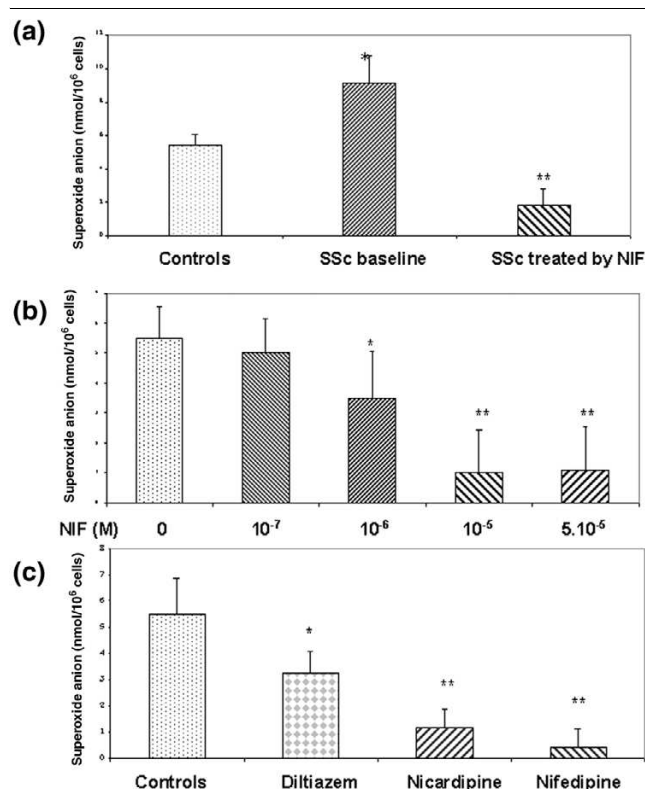 (a)
Superoxide anion (nmol/10⁶ cells)
12
10
*
**
Controls SSc baseline SSc treated by NIF
(b)
Superoxide anion (nmol/10⁶ cells)
*
**
**
NIF (M) 0 10⁻⁷ 10⁻⁶ 10⁻⁵ 5.10⁻⁵
(c)
Superoxide anion (nmol/10⁶ cells)
8
7
6
5
4
3
2
1
0
*
**
**
Controls Diltiazem Nicardipine Nifedipine